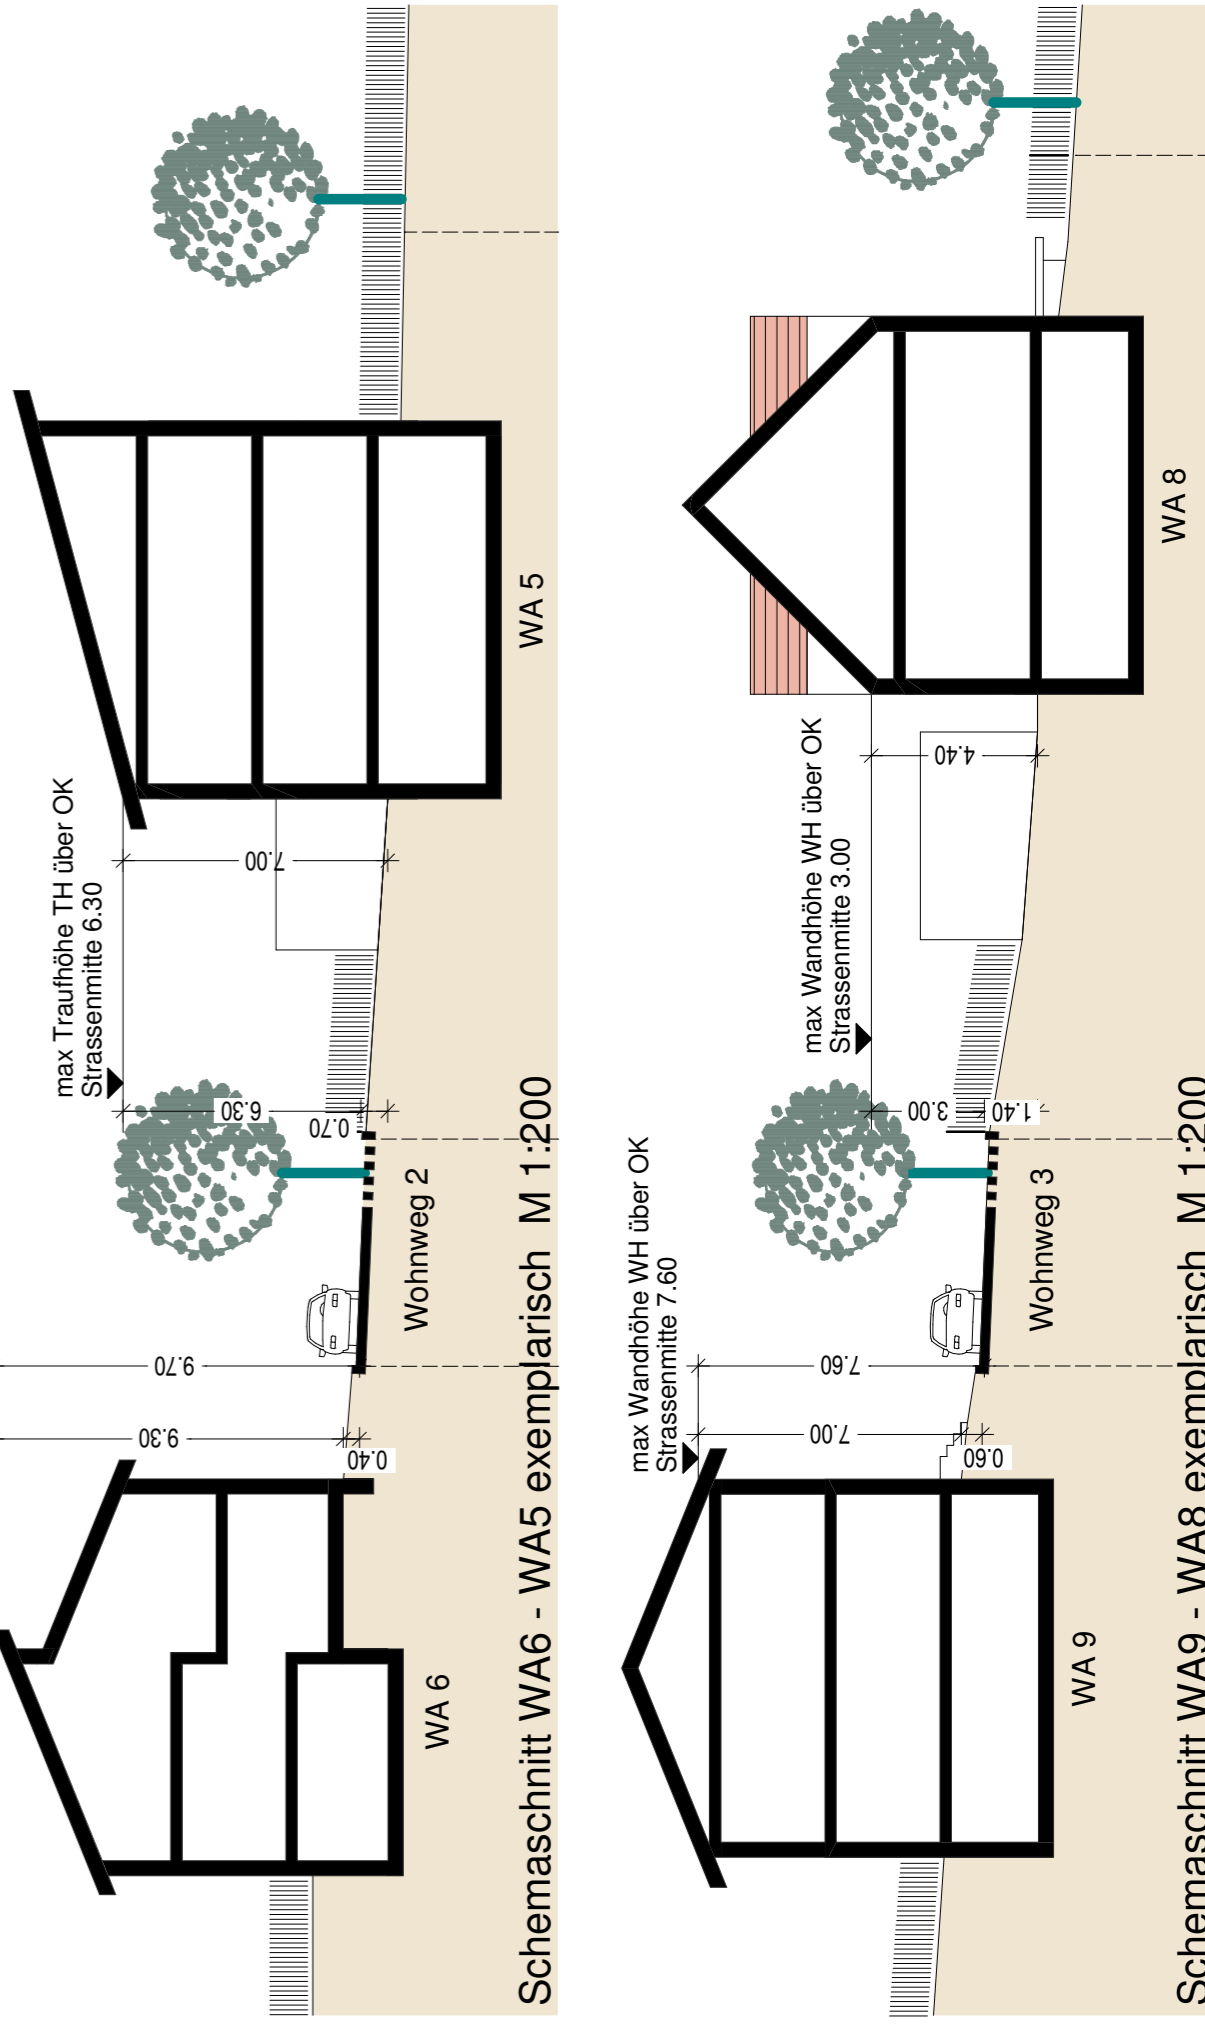 max Traufhöhe TH über OK
Strassenmitte 6.30
9.70
9.30
0.40
6.30
0.70
7.00
WA 6
Wohnweg 2
WA 5
Schemaschnitt WA6 - WA5 exemplarisch M 1:200
max Wandhöhe WH über OK
Strassenmitte 7.60
max Wandhöhe WH über OK
Strassenmitte 3.00
7.00
0.60
7.60
3.00
1.40
4.40
WA 9
Wohnweg 3
WA 8
Schemaschnitt WA9 - WA8 exemplarisch M 1:200